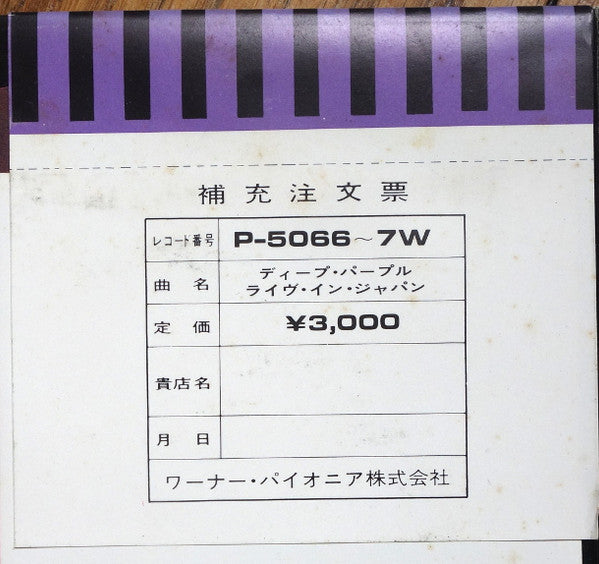 補充注文票
レコード番号 P-5066～7W
曲名 ディープ・パープル
ライヴ・イン・ジャパン
定価 ¥3,000
貴店名
月日
ワーナー・パイオニア株式会社